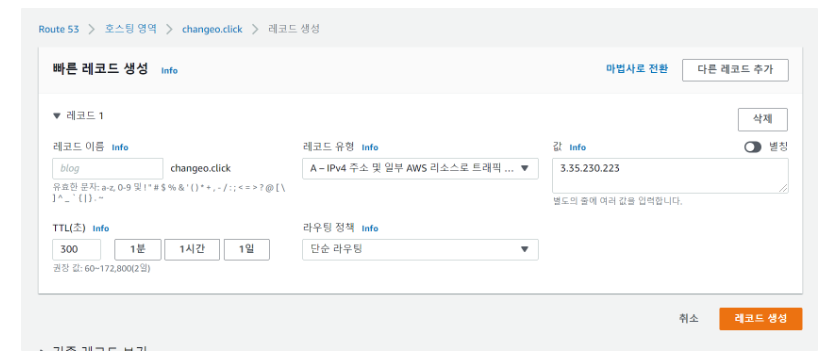 Route 53 > 호스팅 영역 > changeo.click > 레코드 생성
빠른 레코드 생성 Info
마법사로 전환 다른 레코드 추가
▼ 레코드 1
삭제
레코드 이름 Info
blog changeo.click
유효한 문자: a-z, 0-9 및 ! " # $ % & ' ( ) * + , - / : ; < = > ? @ [ \
] ^ _ ` { | } . ~
레코드 유형 Info
A – IPv4 주소 및 일부 AWS 리소스로 트래픽 ... ▼
값 Info
별칭
3.35.230.223
별도의 줄에 여러 값을 입력합니다.
TTL(초) Info
300 1분 1시간 1일
권장 값: 60~172,800(2일)
라우팅 정책 Info
단순 라우팅 ▼
취소 레코드 생성